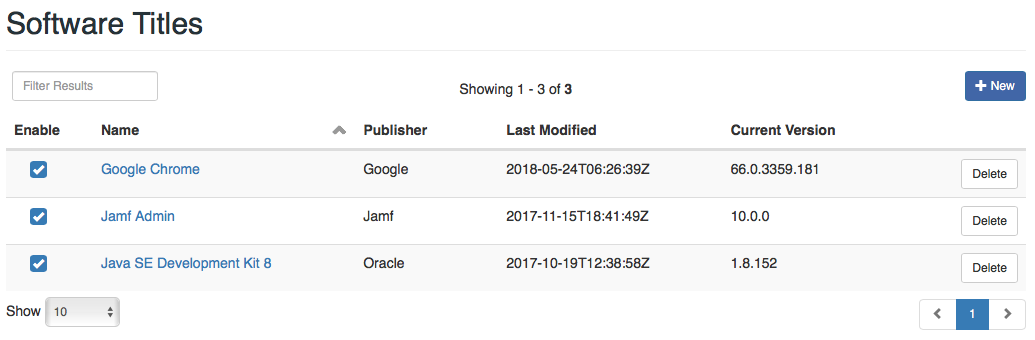 Software Titles
Filter Results
Showing 1 - 3 of 3
New
Enable Name Publisher Last Modified Current Version
Google Chrome Google 2018-05-24T06:26:39Z 66.0.3359.181 Delete
Jamf Admin Jamf 2017-11-15T18:41:49Z 10.0.0 Delete
Java SE Development Kit 8 Oracle 2017-10-19T12:38:58Z 1.8.152 Delete
Show 10 1